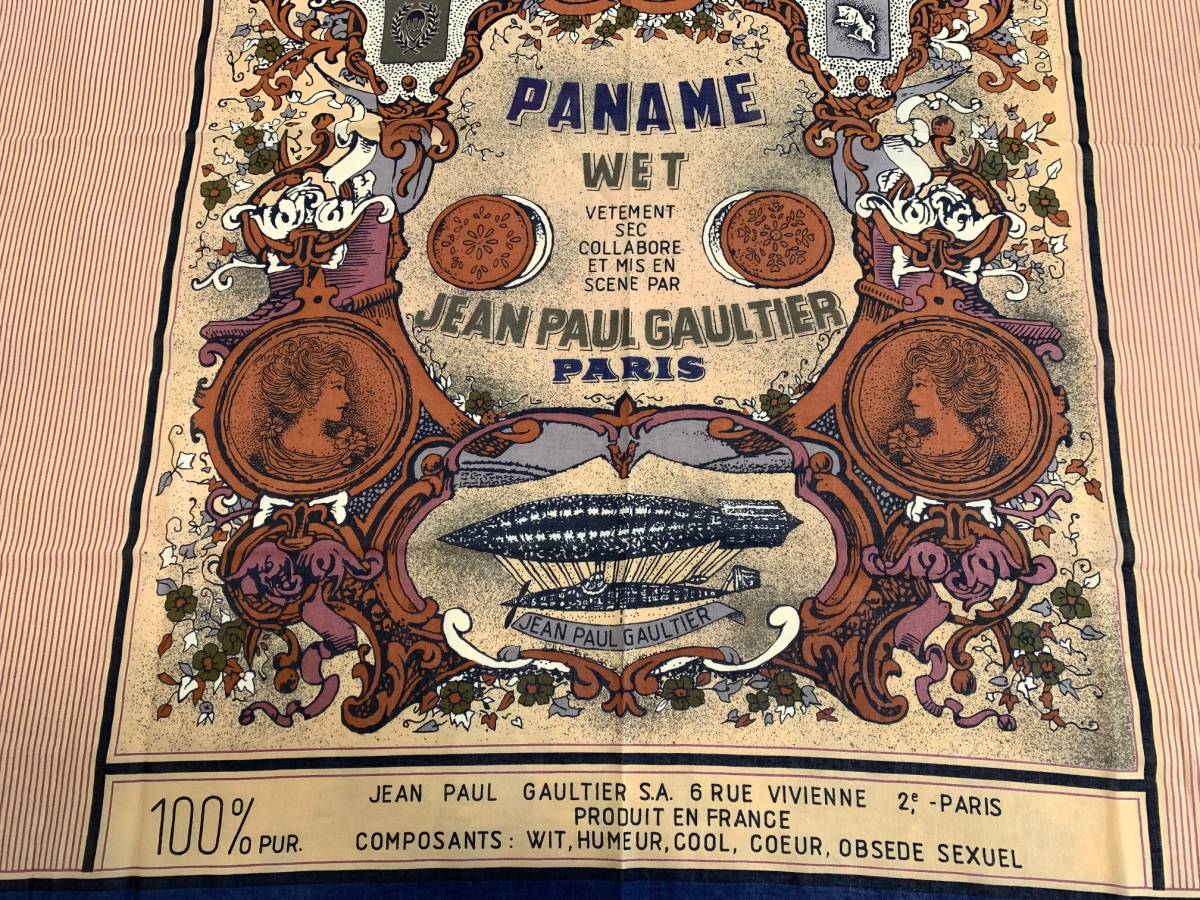 PANAME
WET
VETEMENT
SEC
COLLABORE
ET MIS EN
SCENE PAR
JEAN PAUL GAULTIER
PARIS
JEAN PAUL GAULTIER
100% PUR.
JEAN PAUL GAULTIER S.A. 6 RUE VIVIENNE 2e, -PARIS
PRODUIT EN FRANCE
COMPOSANTS: WIT, HUMEUR, COOL, COEUR, OBSEDE SEXUEL